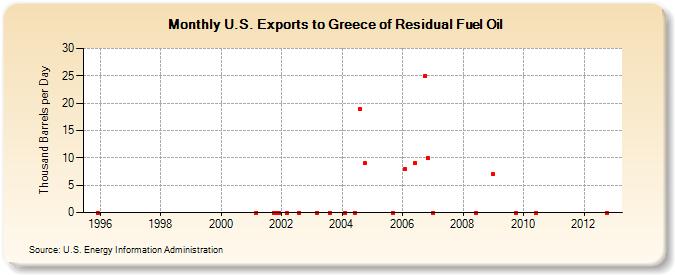 Monthly U.S. Exports to Greece of Residual Fuel Oil
Thousand Barrels per Day
30
25
20
15
10
5
0
1996 1998 2000 2002 2004 2006 2008 2010 2012
Source: U.S. Energy Information Administration